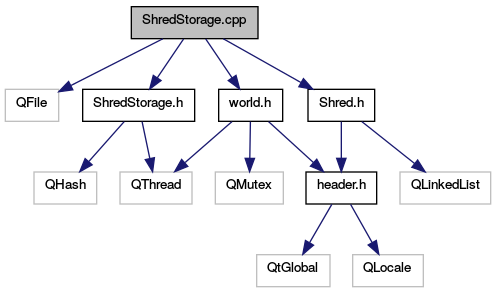 ShredStorage.cpp
QFile
ShredStorage.h
world.h
Shred.h
QHash
QThread
QMutex
header.h
QLinkedList
QtGlobal
QLocale